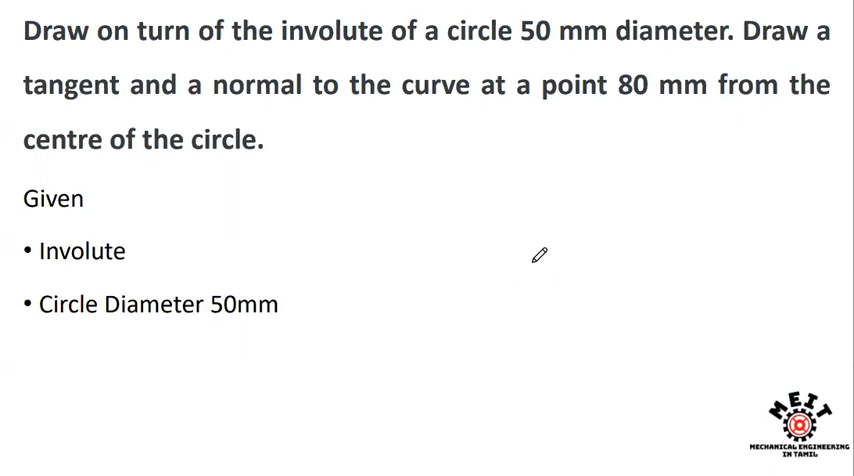 Draw on turn of the involute of a circle 50 mm diameter. Draw a
tangent and a normal to the curve at a point 80 mm from the
centre of the circle.
Given
• Involute
• Circle Diameter 50mm
MEIT
MECHANICAL ENGINEERING
IN TAMIL